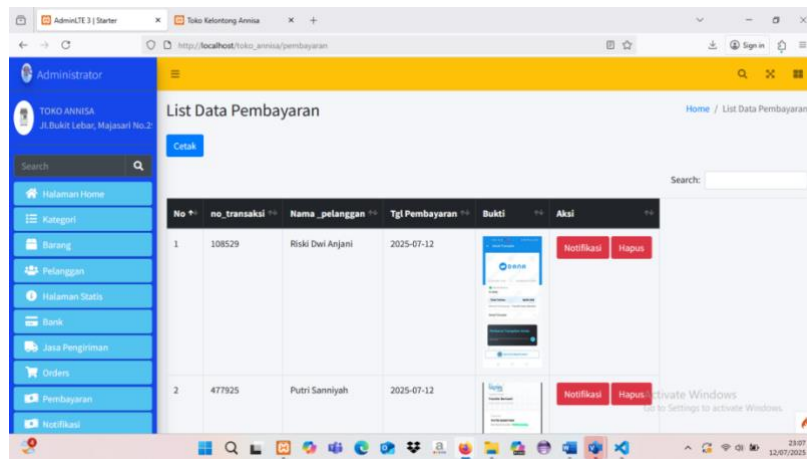 AdminLTE 3 | Starter
Toko Kelontong Annisa
http://localhost/toko_annisa/pembayaran
Sign in
Administrator
TOKO ANNISA
Jl.Bukit Lebar, Majasari No.2
Search
Halaman Home
Kategori
Barang
Pelanggan
Halaman Statis
Bank
Jasa Pengiriman
Orders
Pembayaran
Notifikasi
List Data Pembayaran
Home / List Data Pembayaran
Cetak
Search:
No no_transaksi Nama_pelanggan Tgl Pembayaran Bukti Aksi
1 108529 Riski Dwi Anjani 2025-07-12 Notifikasi Hapus
DANA
2 477925 Putri Sanniyah 2025-07-12 Notifikasi Hapus
Activate Windows
Go to Settings to activate Windows.
23:07
12/07/2025